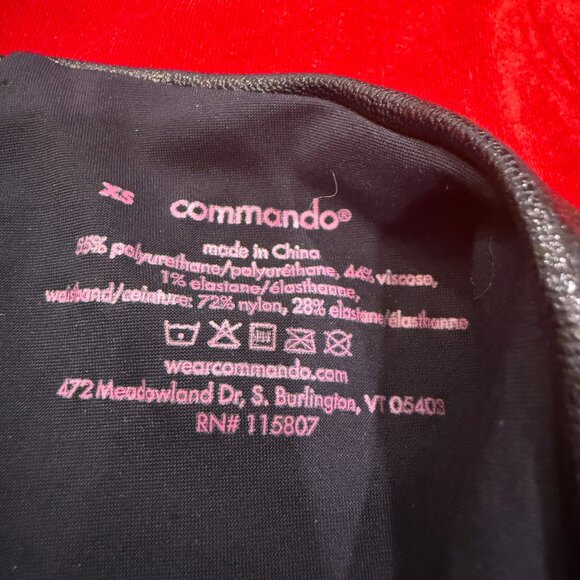 XS
commando®
made in China
55% polyurethane/polyuréthane, 44% viscose,
1% elastane/élasthanne,
waistband/ceinture: 72% nylon, 28% elastane/élasthanne
wearcommando.com
472 Meadowland Dr, S. Burlington, VT 05403
RN# 115807